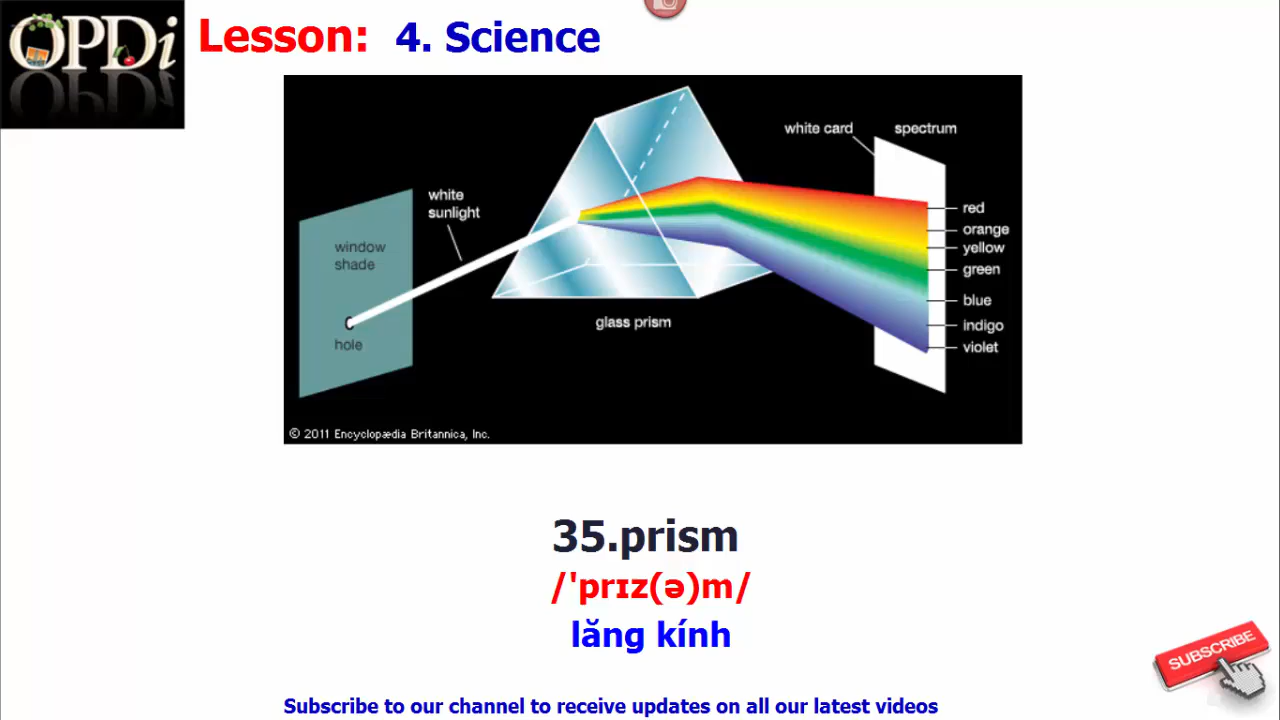 OPDi
Lesson: 4. Science
white card
spectrum
white
sunlight
window
shade
hole
glass prism
red
orange
yellow
green
blue
indigo
violet
© 2011 Encyclopædia Britannica, Inc.
35.prism
/ˈprɪz(ə)m/
lăng kính
SUBSCRIBE
Subscribe to our channel to receive updates on all our latest videos